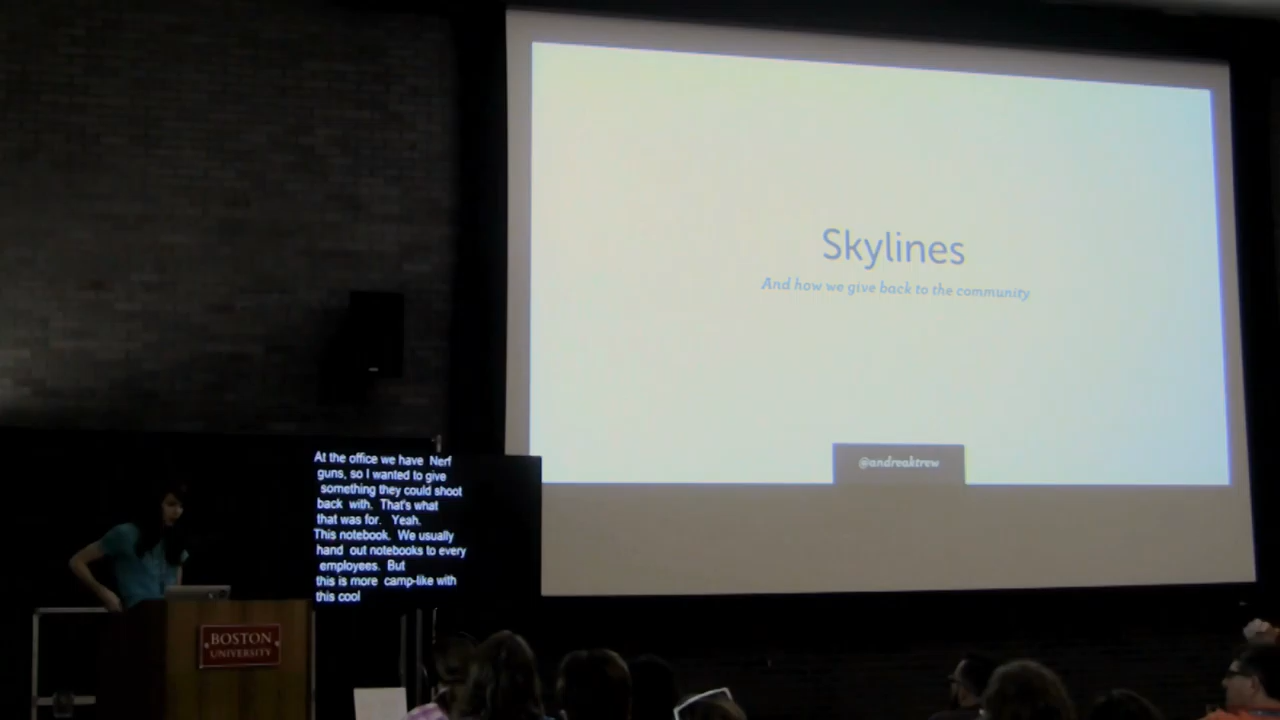 Skylines
And how we give back to the community
@andreaktrew
At the office we have Nerf
guns, so I wanted to give
something they could shoot
back with. That's what
that was for. Yeah.
This notebook. We usually
hand out notebooks to every
employees. But
this is more camp-like with
this cool
BOSTON
UNIVERSITY